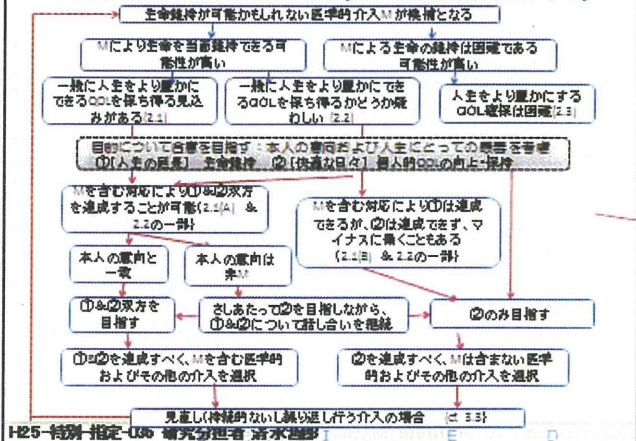 生命維持が可能かもしれない医学的介入Mが候補となる
Mにより生命を当面維持できる可
能性が高い
Mによる生命の維持は困難である
可能性が高い
一般に人生をより豊かに
できるQOLを保ち得る見込
みがある(2.1)
一般に人生をより豊かにでき
るQOLを保ち得るかどうか疑
わしい (2.2)
人生をより豊かにする
QOL確保は困難(2.3)
目的について合意を目指す:本人の意向および人生にとっての最善を考慮
①[人生の延長] 生命維持 ②[快適な日々] 個人的QOLの向上・保持
Mを含む対応により①&②双方
を達成することが可能{2.1(A) &
2.2の一部}
Mを含む対応により①は達成
できるが、②は達成できず、マ
イナスに働くこともある
{2.1(B) & 2.2の一部}
本人の意向と
一致
本人の意向は
非M
①&②双方を
目指す
さしあたって②を目指しながら、
①&②について話し合いを継続
②のみ目指す
①&②を達成すべく、Mを含む医学的
およびその他の介入を選択
②を達成すべく、Mは含まない医学
的およびその他の介入を選択
見直し(持続的ないし繰り返し行う介入の場合 {cf. 3.3}
H25-特別-指定-035 研究分担者 清水哲郎
I E D